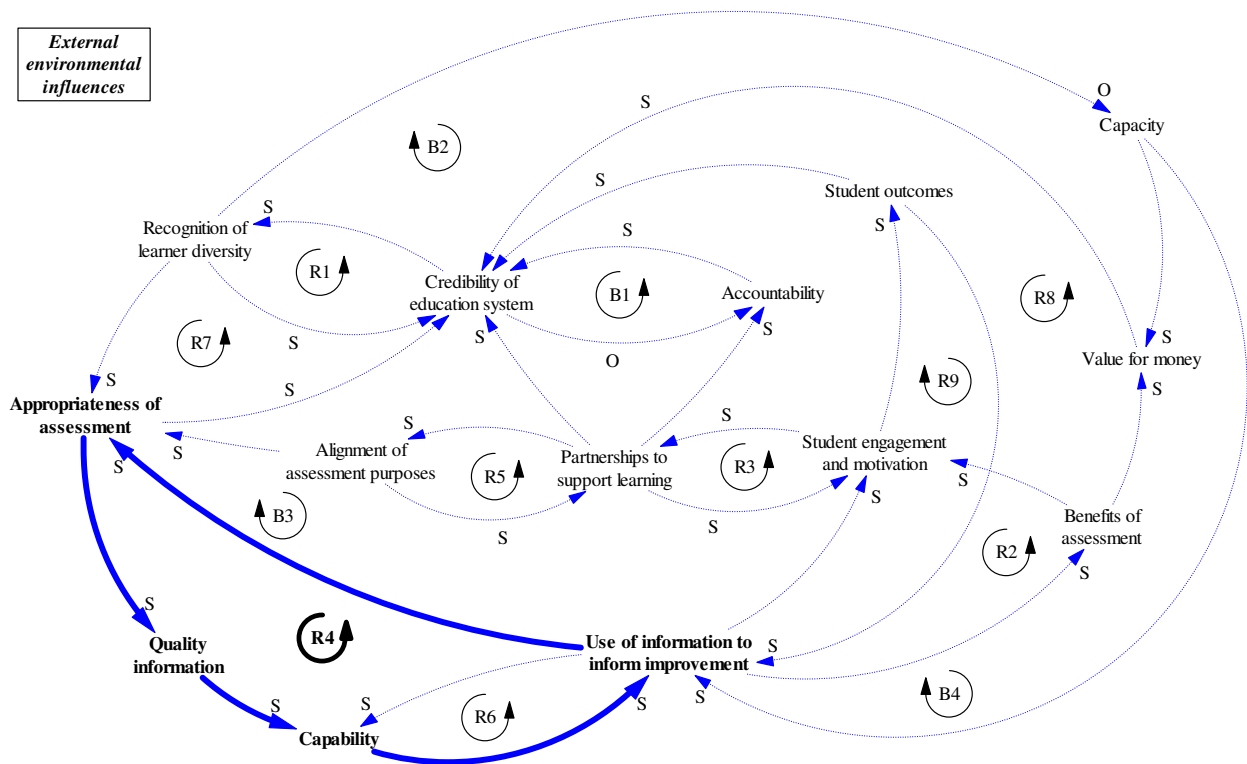 External
environmental
influences
O
Capacity
S
B2
S
Student outcomes
S
S
Recognition of
learner diversity
S
R1
Credibility of
education system
B1
Accountability
S
R8
R7
S
S
O
S
Value for money
S
S
R9
Appropriateness of
assessment
S
S
S
S
Alignment of
assessment purposes
R5
Partnerships to
support learning
R3
Student engagement
and motivation
S
S
S
S
B3
S
S
Benefits of
assessment
R2
S
S
Quality
information
R4
Use of information to
inform improvement
S
B4
S
S
R6
S
S
Capability